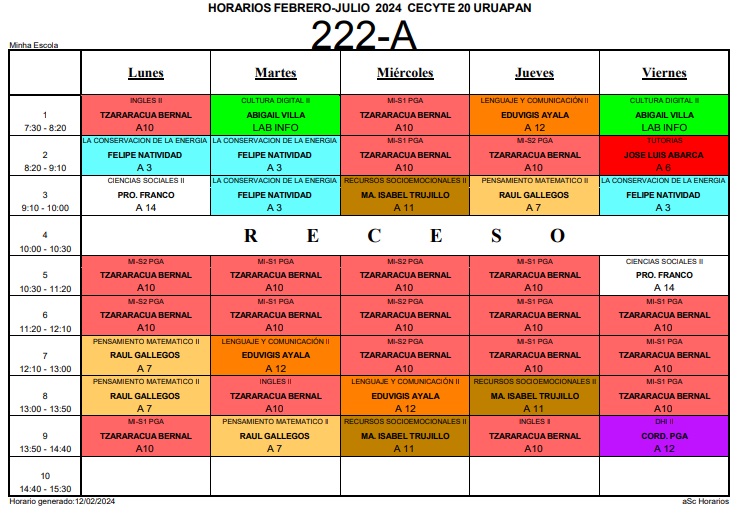 HORARIOS FEBRERO-JULIO 2024 CECYTE 20 URUAPAN
222-A
Minha Escola
Lunes Martes Miércoles Jueves Viernes
1 INGLES II CULTURA DIGITAL II MI-S1 PGA LENGUAJE Y COMUNICACIÓN II CULTURA DIGITAL II
TZARARACUA BERNAL ABIGAIL VILLA TZARARACUA BERNAL EDUVIGIS AYALA ABIGAIL VILLA
7:30 - 8:20 A10 LAB INFO A10 A 12 LAB INFO
2 LA CONSERVACION DE LA ENERGIA LA CONSERVACION DE LA ENERGIA MI-S1 PGA MI-S2 PGA TUTORIAS
FELIPE NATIVIDAD FELIPE NATIVIDAD TZARARACUA BERNAL TZARARACUA BERNAL JOSE LUIS ABARCA
8:20 - 9:10 A 3 A 3 A10 A10 A 6
3 CIENCIAS SOCIALES II LA CONSERVACION DE LA ENERGIA RECURSOS SOCIOEMOCIONALES II PENSAMIENTO MATEMATICO II LA CONSERVACION DE LA ENERGIA
PRO. FRANCO FELIPE NATIVIDAD MA. ISABEL TRUJILLO RAUL GALLEGOS FELIPE NATIVIDAD
9:10 - 10:00 A 14 A 3 A 11 A 7 A 3
4 R E C E S O
10:00 - 10:30
5 MI-S2 PGA MI-S1 PGA MI-S2 PGA MI-S1 PGA CIENCIAS SOCIALES II
TZARARACUA BERNAL TZARARACUA BERNAL TZARARACUA BERNAL TZARARACUA BERNAL PRO. FRANCO
10:30 - 11:20 A10 A10 A10 A10 A 14
6 MI-S2 PGA MI-S1 PGA MI-S2 PGA MI-S1 PGA MI-S1 PGA
TZARARACUA BERNAL TZARARACUA BERNAL TZARARACUA BERNAL TZARARACUA BERNAL TZARARACUA BERNAL
11:20 - 12:10 A10 A10 A10 A10 A10
7 PENSAMIENTO MATEMATICO II LENGUAJE Y COMUNICACIÓN II MI-S2 PGA MI-S1 PGA MI-S1 PGA
RAUL GALLEGOS EDUVIGIS AYALA TZARARACUA BERNAL TZARARACUA BERNAL TZARARACUA BERNAL
12:10 - 13:00 A 7 A 12 A10 A10 A10
8 PENSAMIENTO MATEMATICO II INGLES II LENGUAJE Y COMUNICACIÓN II RECURSOS SOCIOEMOCIONALES II MI-S1 PGA
RAUL GALLEGOS TZARARACUA BERNAL EDUVIGIS AYALA MA. ISABEL TRUJILLO TZARARACUA BERNAL
13:00 - 13:50 A 7 A10 A 12 A 11 A10
9 MI-S1 PGA PENSAMIENTO MATEMATICO II RECURSOS SOCIOEMOCIONALES II INGLES II DHI II
TZARARACUA BERNAL RAUL GALLEGOS MA. ISABEL TRUJILLO TZARARACUA BERNAL CORD. PGA
13:50 - 14:40 A10 A 7 A 11 A10 A 12
10
14:40 - 15:30
Horario generado:12/02/2024 aSc Horarios